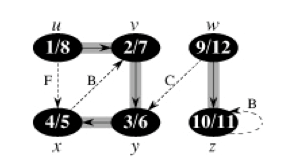 u v w
1/8 2/7 9/12
F B C B
4/5 3/6 10/11
x y z